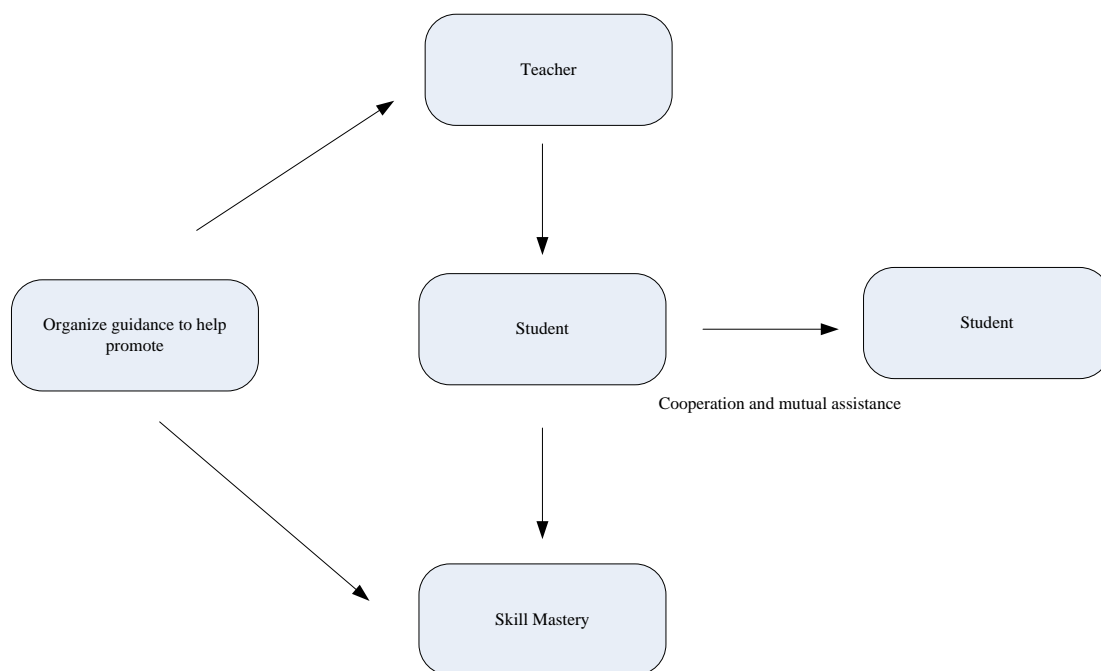 Teacher
Organize guidance to help
promote
Student
Student
Cooperation and mutual assistance
Skill Mastery